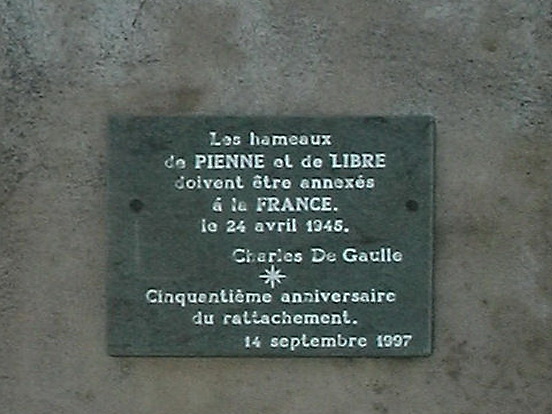 Les hameaux
de PIENNE et de LIBRE
doivent être annexés
á la FRANCE.
le 24 avril 1945.
Charles De Gaulle
Cinquantième anniversaire
du rattachement.
14 septembre 1997